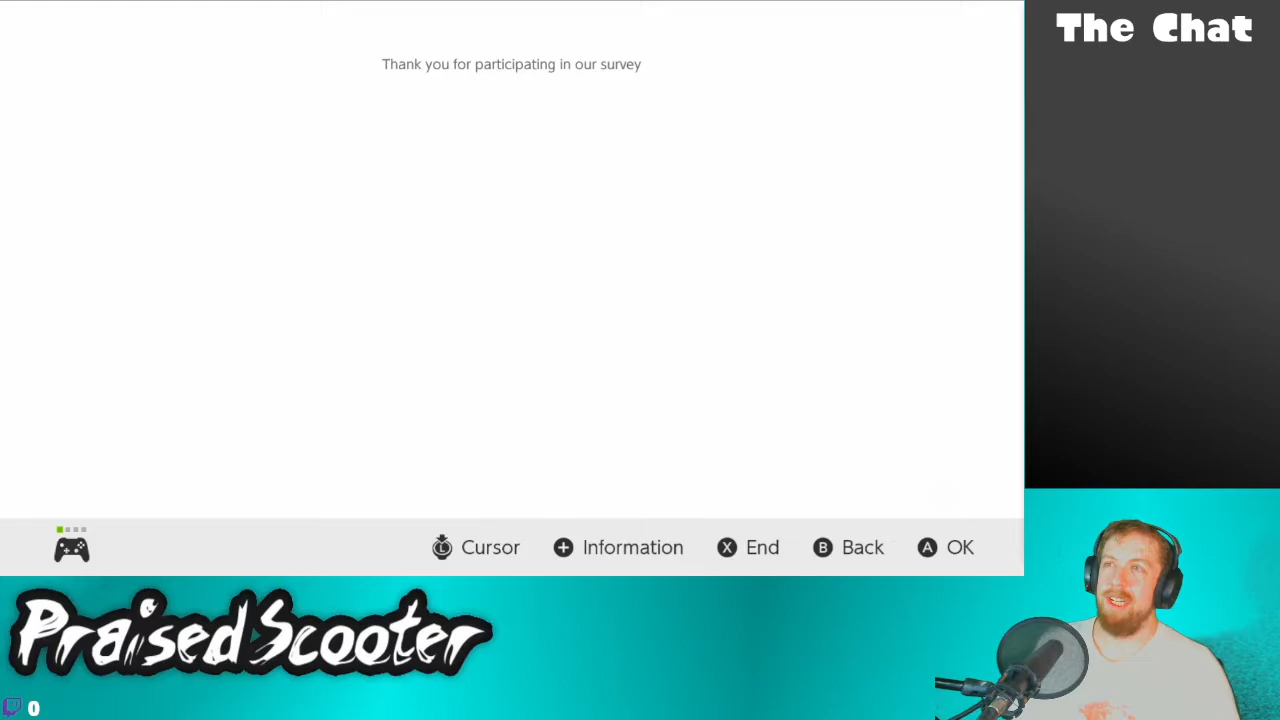 The Chat
Thank you for participating in our survey
L Cursor + Information X End B Back A OK
PraisedScooter
0